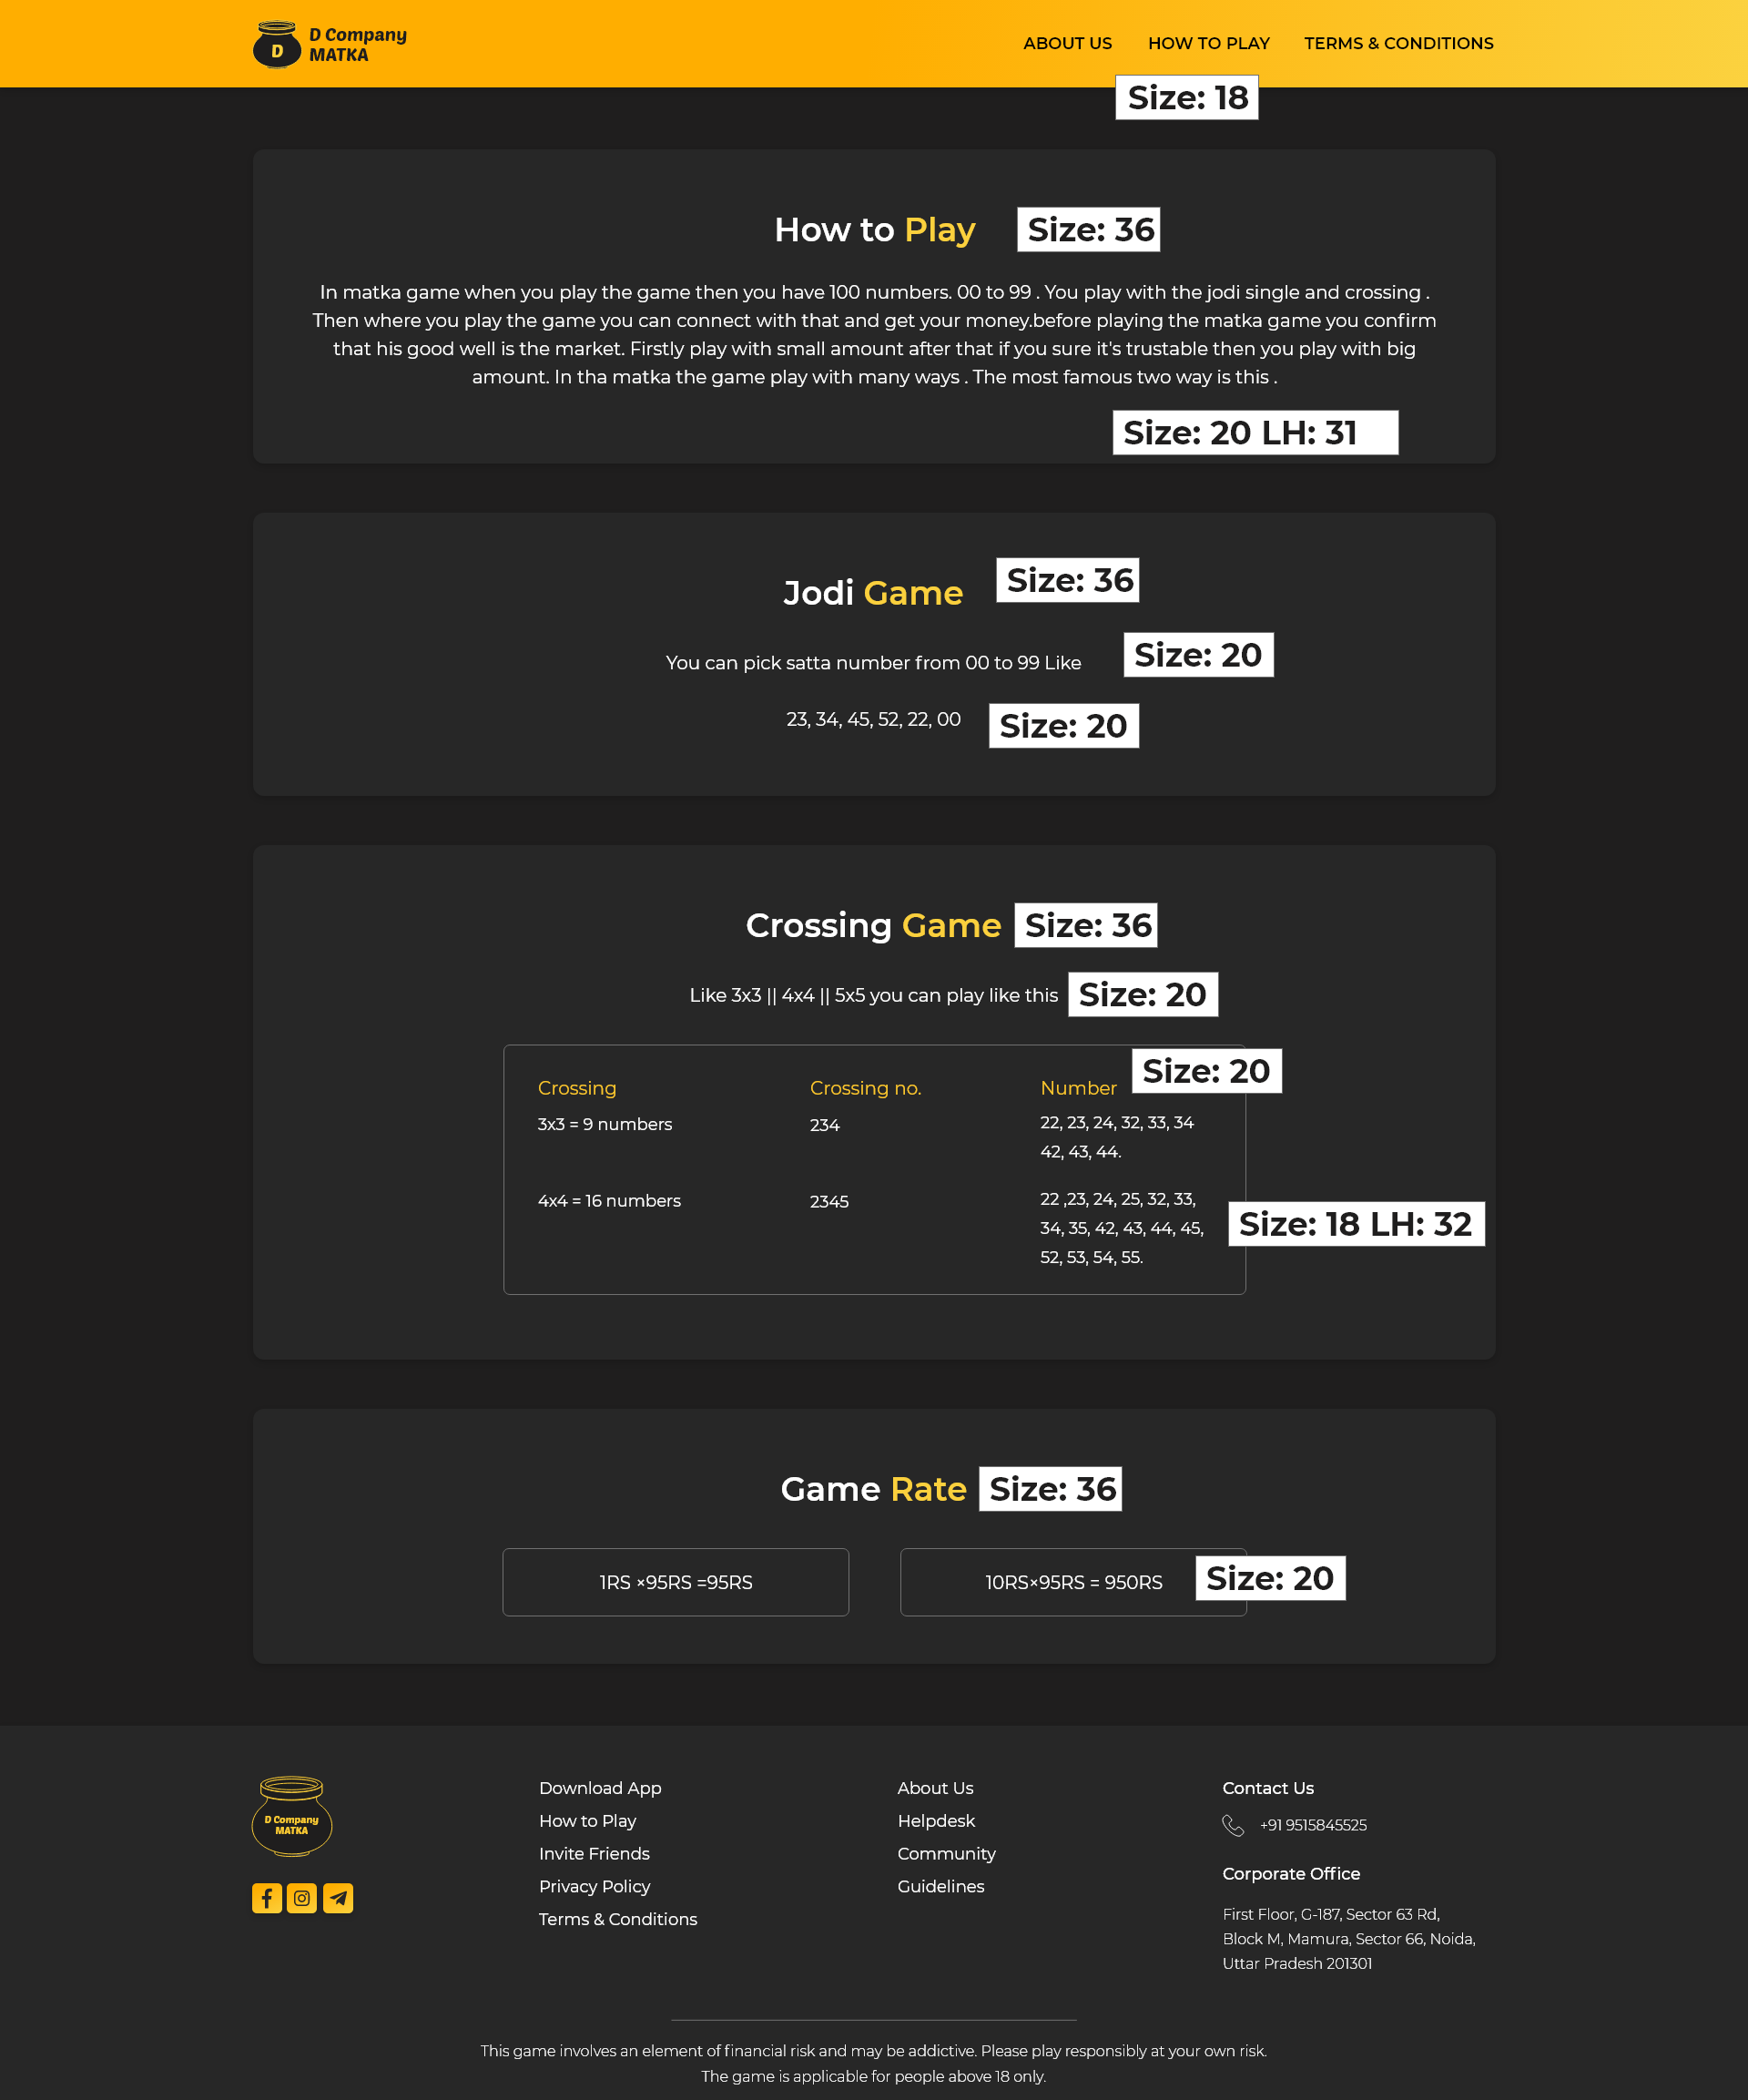 D
D Company
MATKA
ABOUT US HOW TO PLAY TERMS & CONDITIONS
Size: 18
How to Play
Size: 36
In matka game when you play the game then you have 100 numbers. 00 to 99 . You play with the jodi single and crossing .
Then where you play the game you can connect with that and get your money.before playing the matka game you confirm
that his good well is the market. Firstly play with small amount after that if you sure it's trustable then you play with big
amount. In tha matka the game play with many ways . The most famous two way is this .
Size: 20 LH: 31
Jodi Game
Size: 36
You can pick satta number from 00 to 99 Like
Size: 20
23, 34, 45, 52, 22, 00
Size: 20
Crossing Game
Size: 36
Like 3x3 || 4x4 || 5x5 you can play like this
Size: 20
Crossing Crossing no. Number
Size: 20
3x3 = 9 numbers 234 22, 23, 24, 32, 33, 34
42, 43, 44.
4x4 = 16 numbers 2345 22 ,23, 24, 25, 32, 33,
34, 35, 42, 43, 44, 45,
52, 53, 54, 55.
Size: 18 LH: 32
Game Rate
Size: 36
1RS ×95RS =95RS
10RS×95RS = 950RS
Size: 20
D Company
MATKA
Download App
How to Play
Invite Friends
Privacy Policy
Terms & Conditions
About Us
Helpdesk
Community
Guidelines
Contact Us
+91 9515845525
Corporate Office
First Floor, G-187, Sector 63 Rd,
Block M, Mamura, Sector 66, Noida,
Uttar Pradesh 201301
This game involves an element of financial risk and may be addictive. Please play responsibly at your own risk.
The game is applicable for people above 18 only.